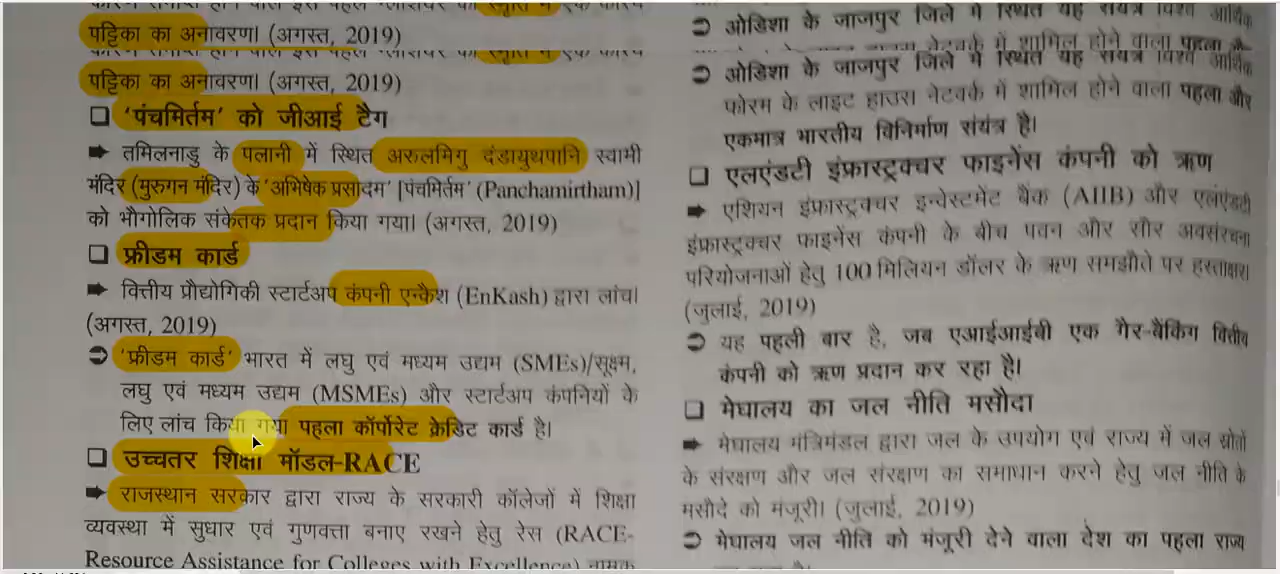 पट्टिका का अनावरण। (अगस्त, 2019)
पट्टिका का अनावरण। (अगस्त, 2019)
❑ 'पंचमिर्तम' को जीआई टैग
➡ तमिलनाडु के पलानी में स्थित अरुलमिगु दंडायुथपानि स्वामी
मंदिर (मुरुगन मंदिर) के 'अभिषेक प्रसादम' [पंचमिर्तम' (Panchamirtham)]
को भौगोलिक संकेतक प्रदान किया गया। (अगस्त, 2019)
❑ फ्रीडम कार्ड
➡ वित्तीय प्रौद्योगिकी स्टार्टअप कंपनी एन्कैश (EnKash) द्वारा लांच।
(अगस्त, 2019)
➲ 'फ्रीडम कार्ड' भारत में लघु एवं मध्यम उद्यम (SMEs)/सूक्ष्म,
लघु एवं मध्यम उद्यम (MSMEs) और स्टार्टअप कंपनियों के
लिए लांच किया गया पहला कॉर्पोरेट क्रेडिट कार्ड है।
❑ उच्चतर शिक्षा मॉडल-RACE
➡ राजस्थान सरकार द्वारा राज्य के सरकारी कॉलेजों में शिक्षा
व्यवस्था में सुधार एवं गुणवत्ता बनाए रखने हेतु रेस (RACE-
Resource Assistance for Colleges with Excellence) नामक
➲ ओडिशा के जाजपुर जिले में स्थित यह संयंत्र विश्व आर्थिक
नेटवर्क में शामिल होने वाला पहला
➲ ओडिशा के जाजपुर जिले में स्थित यह संयंत्र विश्व आर्थिक
फोरम के लाइट हाउस नेटवर्क में शामिल होने वाला पहला और
एकमात्र भारतीय विनिर्माण संयंत्र है।
❑ एलएंडटी इंफ्रास्ट्रक्चर फाइनेंस कंपनी को ऋण
➡ एशियन इंफ्रास्ट्रक्चर इन्वेस्टमेंट बैंक (AIIB) और एलएंडटी
इंफ्रास्ट्रक्चर फाइनेंस कंपनी के बीच पवन और सौर अवसंरचना
परियोजनाओं हेतु 100 मिलियन डॉलर के ऋण समझौते पर हस्ताक्षर।
(जुलाई, 2019)
➲ यह पहली बार है, जब एआईआईबी एक गैर-बैंकिंग वित्तीय
कंपनी को ऋण प्रदान कर रहा है।
❑ मेघालय का जल नीति मसौदा
➡ मेघालय मंत्रिमंडल द्वारा जल के उपयोग एवं राज्य में जल स्रोतों
के संरक्षण और जल संरक्षण का समाधान करने हेतु जल नीति के
मसौदे को मंजूरी। (जुलाई, 2019)
➲ मेघालय जल नीति को मंजूरी देने वाला देश का पहला राज्य